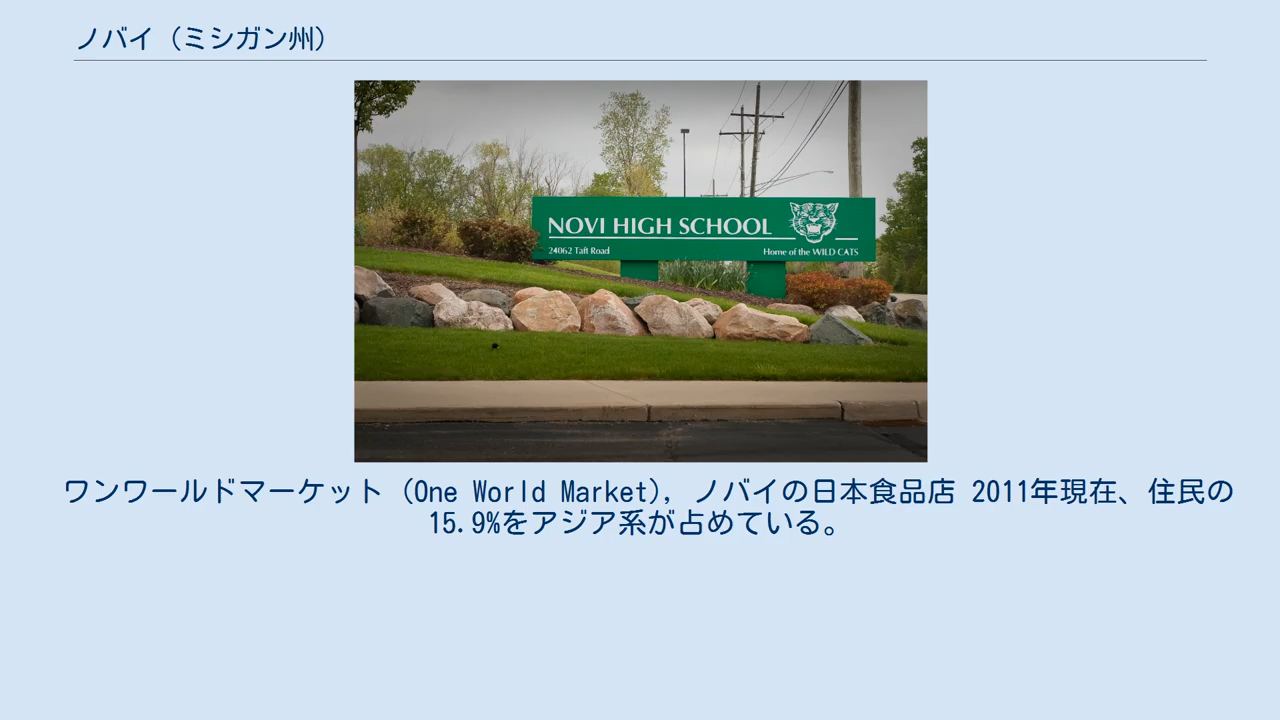 ノバイ（ミシガン州）
NOVI HIGH SCHOOL
24062 Taft Road
Home of the WILD CATS
ワンワールドマーケット (One World Market), ノバイの日本食品店 2011年現在、住民の
15.9%をアジア系が占めている。